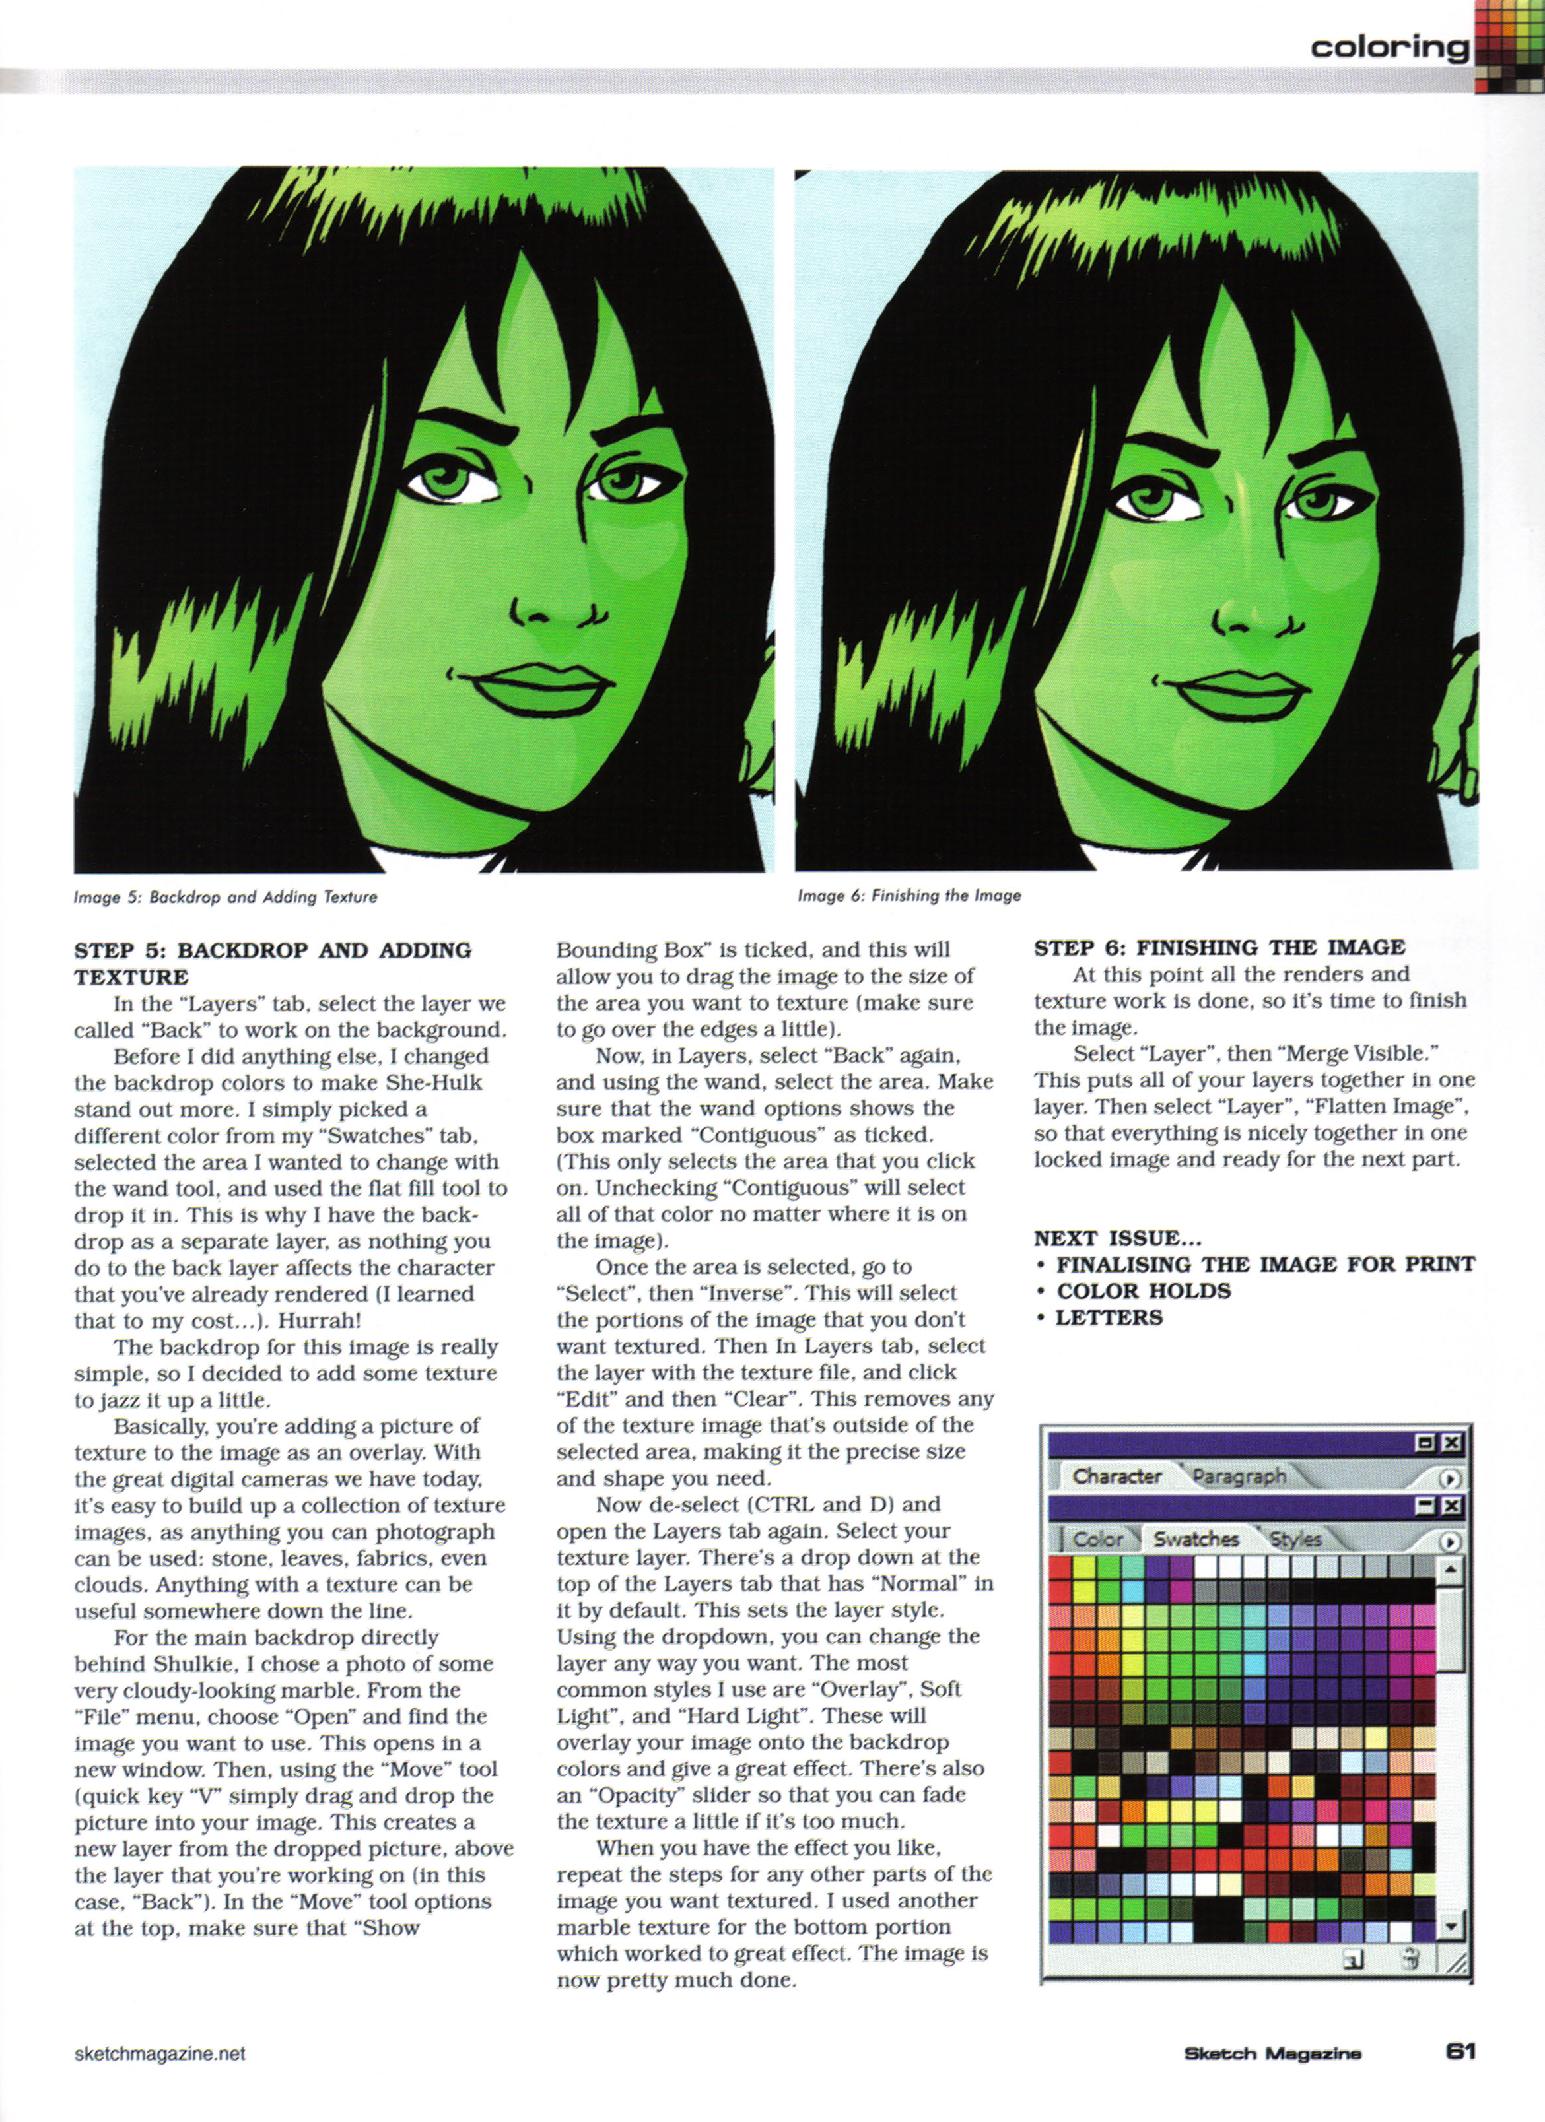 coloring
Image 5: Backdrop and Adding Texture
Image 6: Finishing the Image
STEP 5: BACKDROP AND ADDING
TEXTURE
In the “Layers” tab, select the layer we
called “Back” to work on the background.
Before I did anything else, I changed
the backdrop colors to make She-Hulk
stand out more. I simply picked a
different color from my “Swatches” tab,
selected the area I wanted to change with
the wand tool, and used the flat fill tool to
drop it in. This is why I have the back-
drop as a separate layer, as nothing you
do to the back layer affects the character
that you've already rendered (I learned
that to my cost...). Hurrah!
The backdrop for this image is really
simple, so I decided to add some texture
to jazz it up a little.
Basically, you're adding a picture of
texture to the image as an overlay. With
the great digital cameras we have today,
it's easy to build up a collection of texture
images, as anything you can photograph
can be used: stone, leaves, fabrics, even
clouds. Anything with a texture can be
useful somewhere down the line.
For the main backdrop directly
behind Shulkie, I chose a photo of some
very cloudy-looking marble. From the
“File” menu, choose “Open” and find the
image you want to use. This opens in a
new window. Then, using the “Move” tool
(quick key “V” simply drag and drop the
picture into your image. This creates a
new layer from the dropped picture, above
the layer that you're working on (in this
case, “Back”). In the “Move” tool options
at the top, make sure that “Show
Bounding Box” is ticked, and this will
allow you to drag the image to the size of
the area you want to texture (make sure
to go over the edges a little).
Now, in Layers, select “Back” again,
and using the wand, select the area. Make
sure that the wand options shows the
box marked “Contiguous” as ticked.
(This only selects the area that you click
on. Unchecking “Contiguous” will select
all of that color no matter where it is on
the image).
Once the area is selected, go to
“Select”, then “Inverse”. This will select
the portions of the image that you don't
want textured. Then In Layers tab, select
the layer with the texture file, and click
“Edit” and then “Clear”. This removes any
of the texture image that's outside of the
selected area, making it the precise size
and shape you need.
Now de-select (CTRL and D) and
open the Layers tab again. Select your
texture layer. There's a drop down at the
top of the Layers tab that has “Normal” in
it by default. This sets the layer style.
Using the dropdown, you can change the
layer any way you want. The most
common styles I use are “Overlay”, Soft
Light”, and “Hard Light”. These will
overlay your image onto the backdrop
colors and give a great effect. There's also
an “Opacity” slider so that you can fade
the texture a little if it's too much.
When you have the effect you like,
repeat the steps for any other parts of the
image you want textured. I used another
marble texture for the bottom portion
which worked to great effect. The image is
now pretty much done.
STEP 6: FINISHING THE IMAGE
At this point all the renders and
texture work is done, so it's time to finish
the image.
Select “Layer”, then “Merge Visible.”
This puts all of your layers together in one
layer. Then select “Layer”, “Flatten Image”,
so that everything is nicely together in one
locked image and ready for the next part.
NEXT ISSUE...
• FINALISING THE IMAGE FOR PRINT
• COLOR HOLDS
• LETTERS
Character Paragraph
Color Swatches Styles
sketchmagazine.net
Sketch Magazine 61